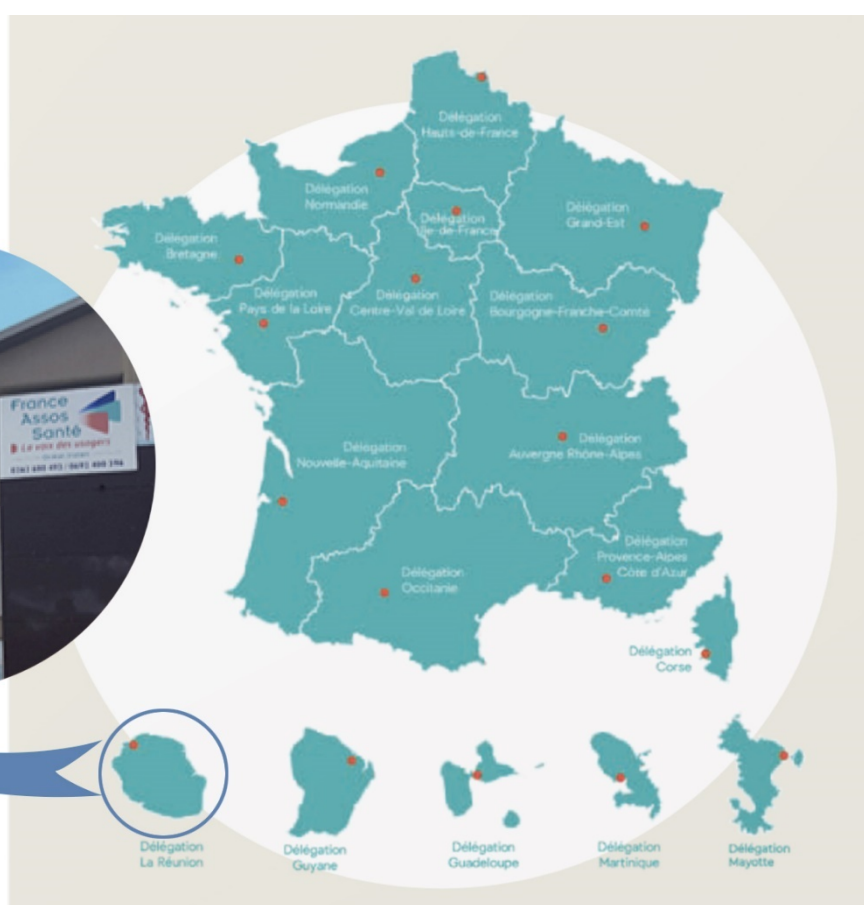 Délégation
Hauts-de-France
Délégation
Normandie
Délégation
Ile-de-France
Délégation
Grand-Est
Délégation
Bretagne
Délégation
Pays de la Loire
Délégation
Centre-Val de Loire
Délégation
Bourgogne-Franche-Comté
France
Assos
Santé
La voix des usagers
Délégation
Nouvelle-Aquitaine
Délégation
Auvergne Rhône-Alpes
Délégation
Provence-Alpes
Côte d'Azur
Délégation
Occitanie
Délégation
Corse
Délégation
La Réunion
Délégation
Guyane
Délégation
Guadeloupe
Délégation
Martinique
Délégation
Mayotte